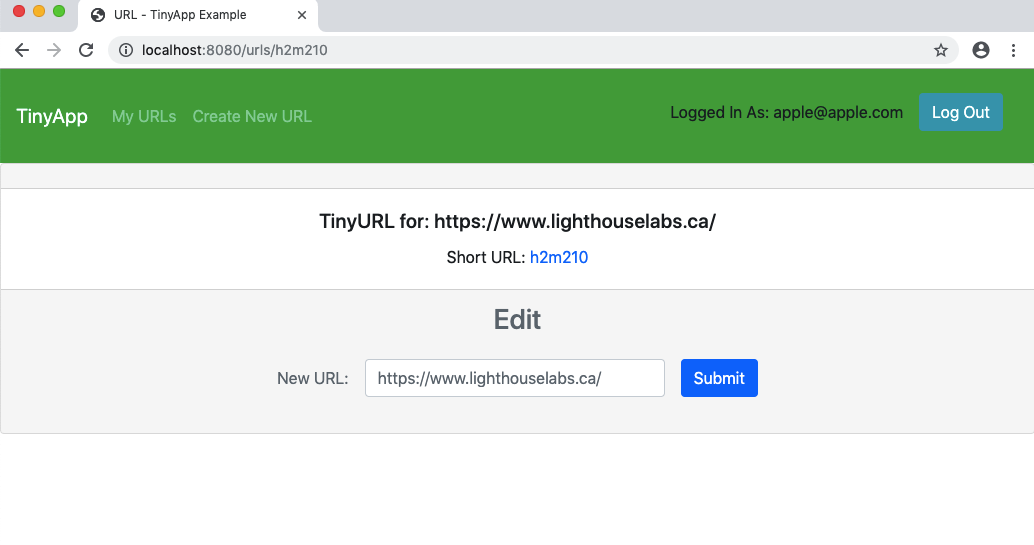 URL - TinyApp Example
localhost:8080/urls/h2m210
TinyApp My URLs Create New URL Logged In As: apple@apple.com Log Out
TinyURL for: https://www.lighthouselabs.ca/
Short URL: h2m210
Edit
New URL: https://www.lighthouselabs.ca/ Submit